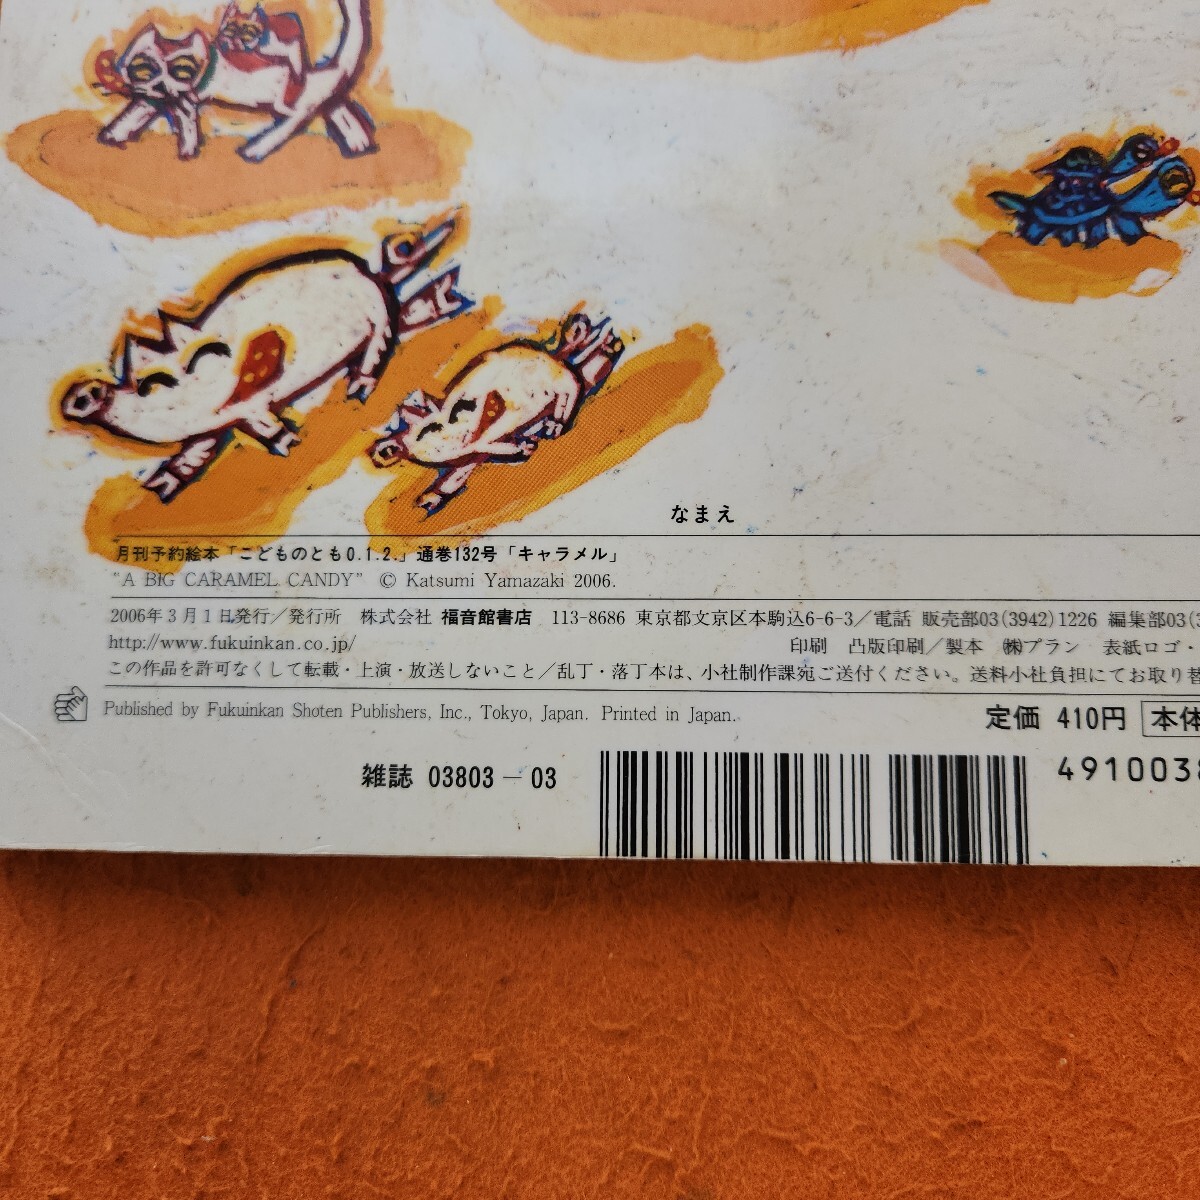 なまえ
月刊予約絵本「こどものとも0.1.2.」通巻132号「キャラメル」
"A BIG CARAMEL CANDY" © Katsumi Yamazaki 2006.
2006年3月1日発行／発行所 株式会社 福音館書店 113-8686 東京都文京区本駒込6-6-3／電話 販売部03(3942)1226 編集部03(3
http://www.fukuinkan.co.jp/ 印刷 凸版印刷／製本 ㈱プラン 表紙ロゴ・
この作品を許可なくして転載・上演・放送しないこと／乱丁・落丁本は、小社制作課宛ご送付ください。送料小社負担にてお取り替
Published by Fukuinkan Shoten Publishers, Inc., Tokyo, Japan. Printed in Japan.
定価 410円 本体
雑誌 03803-03
4910038